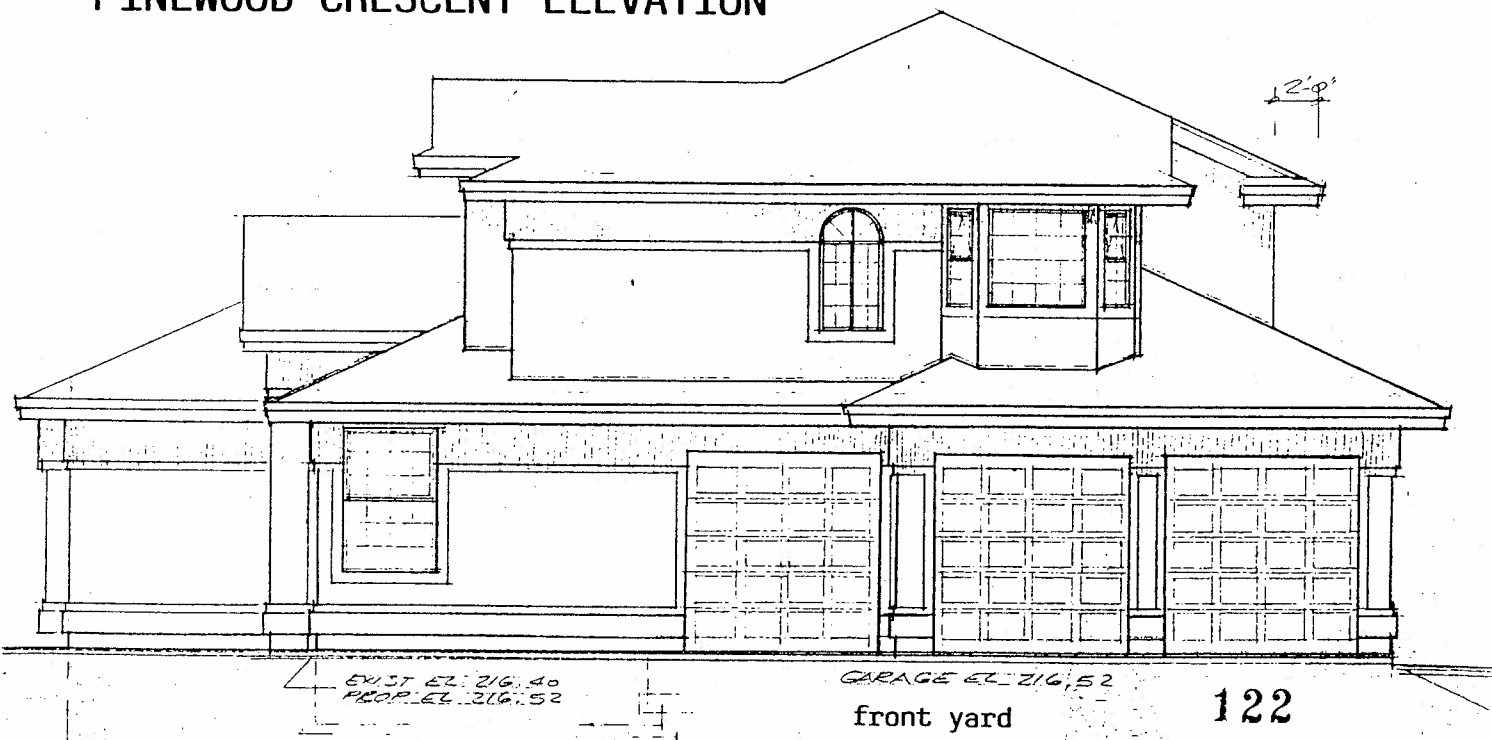 PINEWOOD CRESCENT ELEVATION
2'-0"
EXIST EL. 216.40
PROP. EL. 216.52
GARAGE EL. 216.52
front yard
122